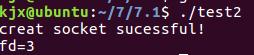 kjx@ubuntu:~/7/7.1$ ./test2
creat socket sucessful!
fd=3